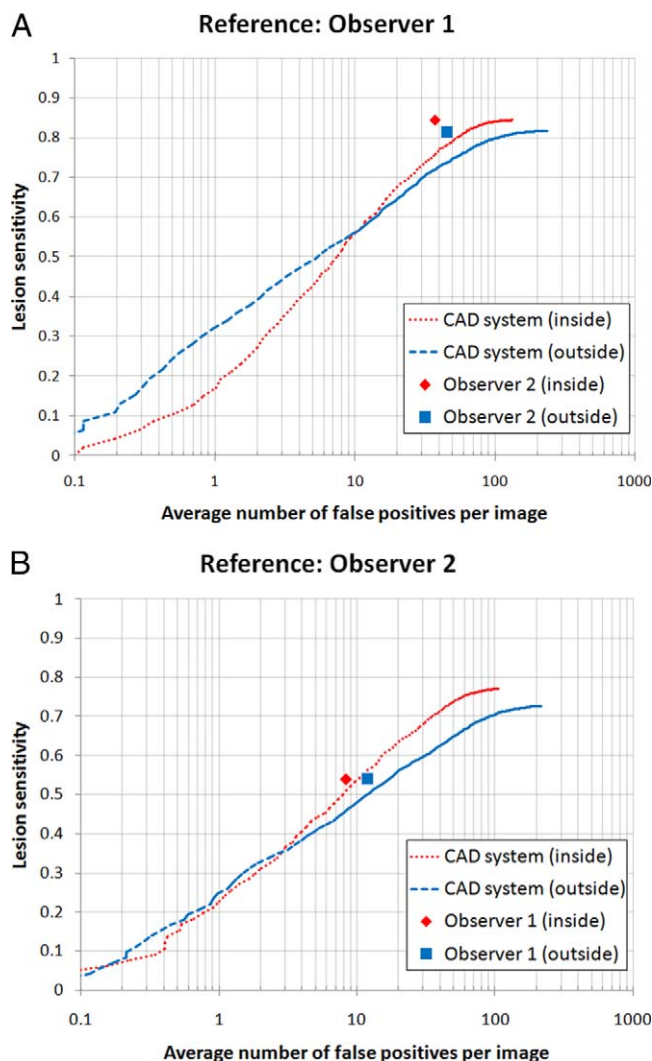 A
Reference: Observer 1
1
0.9
0.8
0.7
0.6
0.5
0.4
0.3
0.2
0.1
0
Lesion sensitivity
CAD system (inside)
CAD system (outside)
Observer 2 (inside)
Observer 2 (outside)
0.1 1 10 100 1000
Average number of false positives per image
B
Reference: Observer 2
1
0.9
0.8
0.7
0.6
0.5
0.4
0.3
0.2
0.1
0
Lesion sensitivity
CAD system (inside)
CAD system (outside)
Observer 1 (inside)
Observer 1 (outside)
0.1 1 10 100 1000
Average number of false positives per image